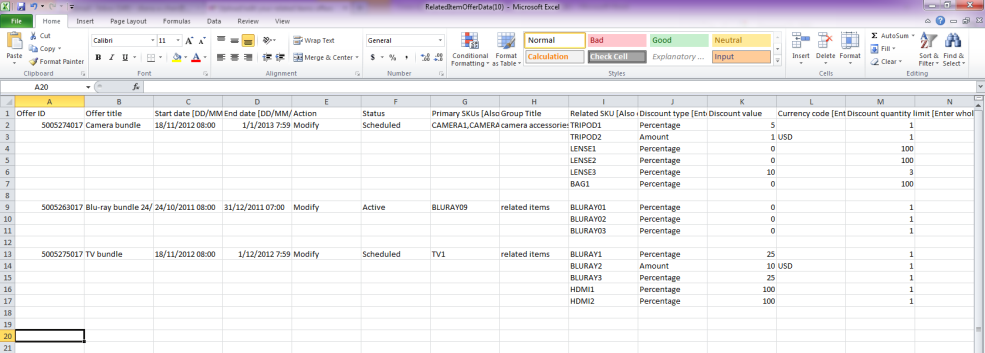 RelatedItemOfferData(10) - Microsoft Excel
File Home Insert Page Layout Formulas Data Review View
Cut Calibri 11 Wrap Text General Normal Bad Good Neutral AutoSum
Copy Fill
Paste Format Painter Merge & Center Conditional Formatting Format as Table Calculation Check Cell Explanatory ... Input Insert Delete Format Clear Sort & Filter Find & Select
Clipboard Font Alignment Number Styles Cells Editing
A20 fx
A B C D E F G H I J K L M N
1 Offer ID Offer title Start date [DD/MM End date [DD/MM/ Action Status Primary SKUs [Also Group Title Related SKU [Also Discount type [Ent Discount value Currency code [Ent Discount quantity limit [Enter whol
2 5005274017 Camera bundle 18/11/2012 08:00 1/1/2013 7:59 Modify Scheduled CAMERA1,CAMERA camera accessories TRIPOD1 Percentage 5 1
3 TRIPOD2 Amount 1 USD 1
4 LENSE1 Percentage 0 100
5 LENSE2 Percentage 0 100
6 LENSE3 Percentage 10 3
7 BAG1 Percentage 0 100
8
9 5005263017 Blu-ray bundle 24/ 24/10/2011 08:00 31/12/2011 07:00 Modify Active BLURAY09 related items BLURAY01 Percentage 0 1
10 BLURAY02 Percentage 0 1
11 BLURAY03 Percentage 0 1
12
13 5005275017 TV bundle 18/11/2012 08:00 1/12/2012 7:59 Modify Scheduled TV1 related items BLURAY1 Percentage 25 1
14 BLURAY2 Amount 10 USD 1
15 BLURAY3 Percentage 25 1
16 HDMI1 Percentage 100 1
17 HDMI2 Percentage 100 1
18
19
20
21